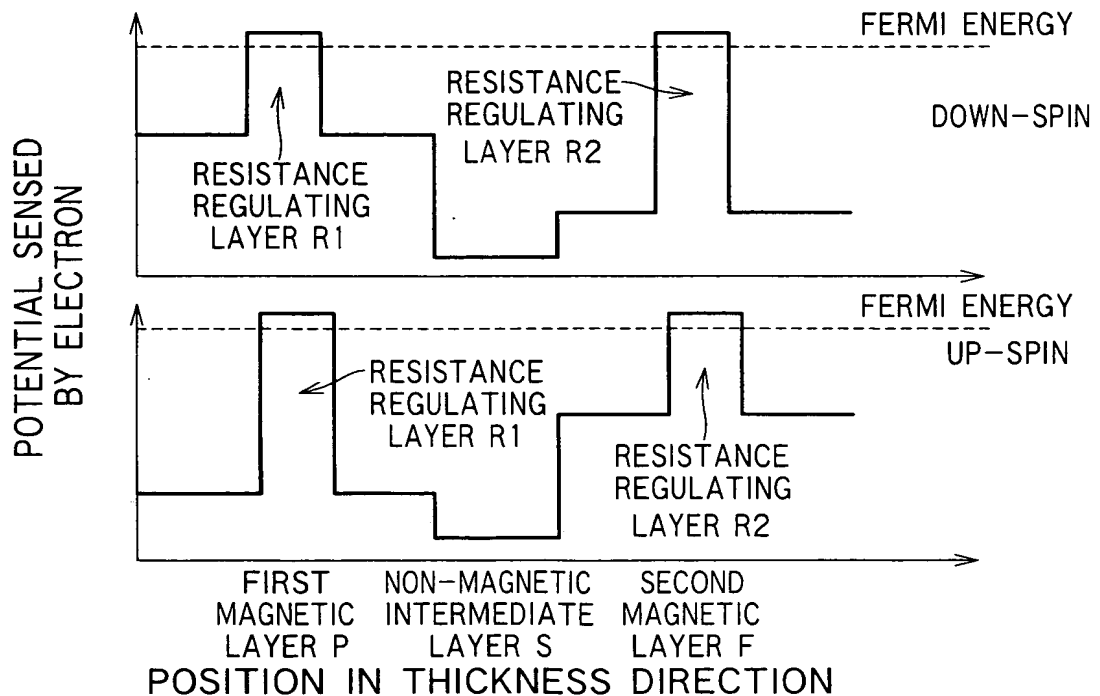 FERMI ENERGY
RESISTANCE
REGULATING
LAYER R2
DOWN-SPIN
RESISTANCE
REGULATING
LAYER R1
POTENTIAL SENSED
BY ELECTRON
FERMI ENERGY
UP-SPIN
RESISTANCE
REGULATING
LAYER R1
RESISTANCE
REGULATING
LAYER R2
FIRST
MAGNETIC
LAYER P
NON-MAGNETIC
INTERMEDIATE
LAYER S
SECOND
MAGNETIC
LAYER F
POSITION IN THICKNESS DIRECTION